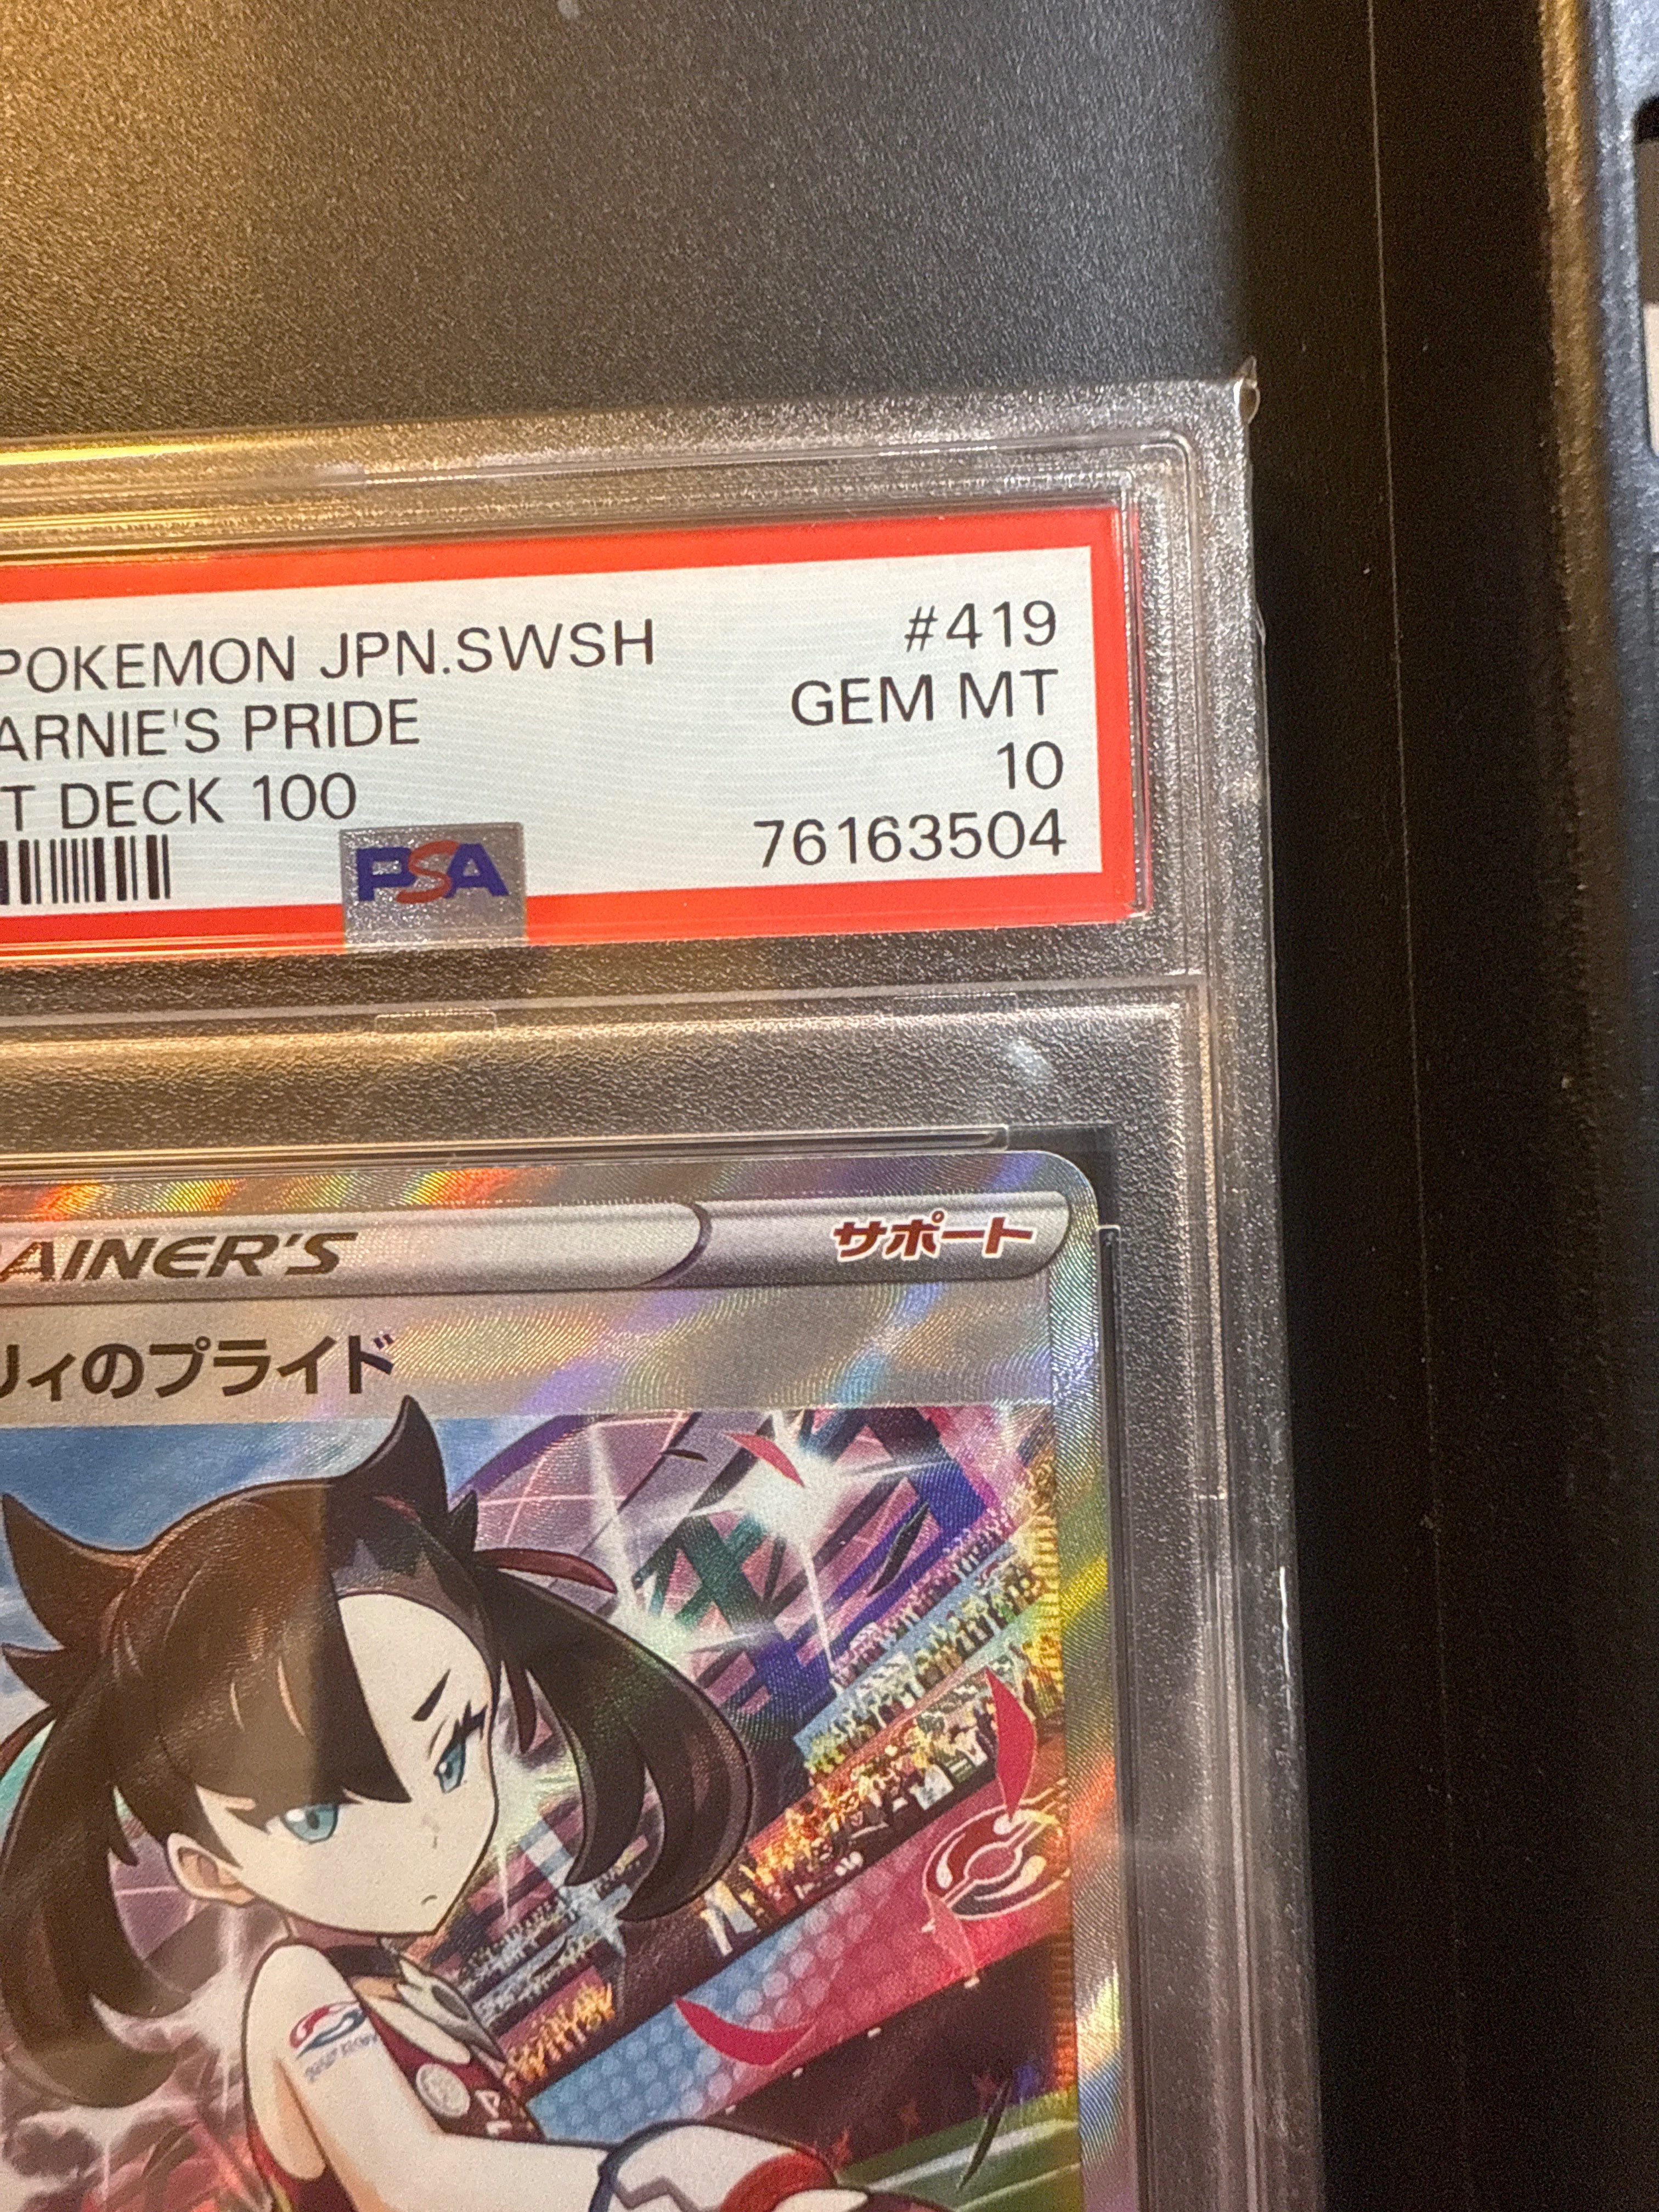 POKEMON JPN.SWSH #419
ARNIE'S PRIDE GEM MT
T DECK 100 10
PSA 76163504
AINER'S サポート
リィのプライド